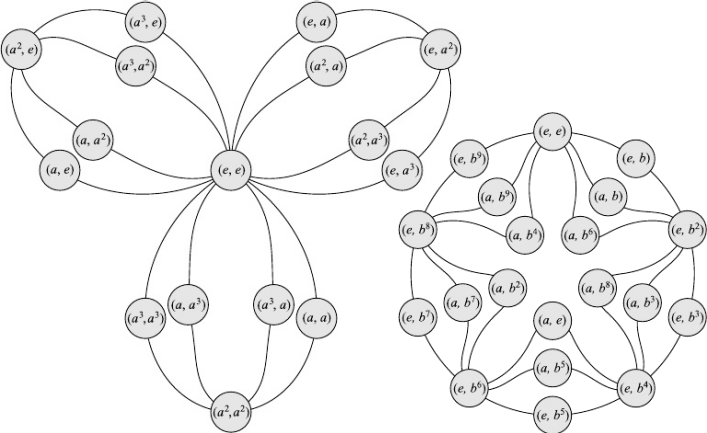 (a³, e)
(a², e)
(a³,a²)
(a, a²)
(a, e)
(e, a)
(e, a²)
(a², a)
(a²,a³)
(e, a³)
(e, e)
(a³,a³)
(a, a³)
(a³, a)
(a, a)
(a²,a²)
(e, e)
(e, b⁹)
(e, b)
(a, b⁹)
(a, b)
(e, b⁸)
(a, b⁴)
(a, b⁶)
(e, b²)
(a, b²)
(a, b⁸)
(e, b⁷)
(a, b⁷)
(a, e)
(a, b³)
(e, b³)
(a, b⁵)
(e, b⁶)
(e, b⁴)
(e, b⁵)